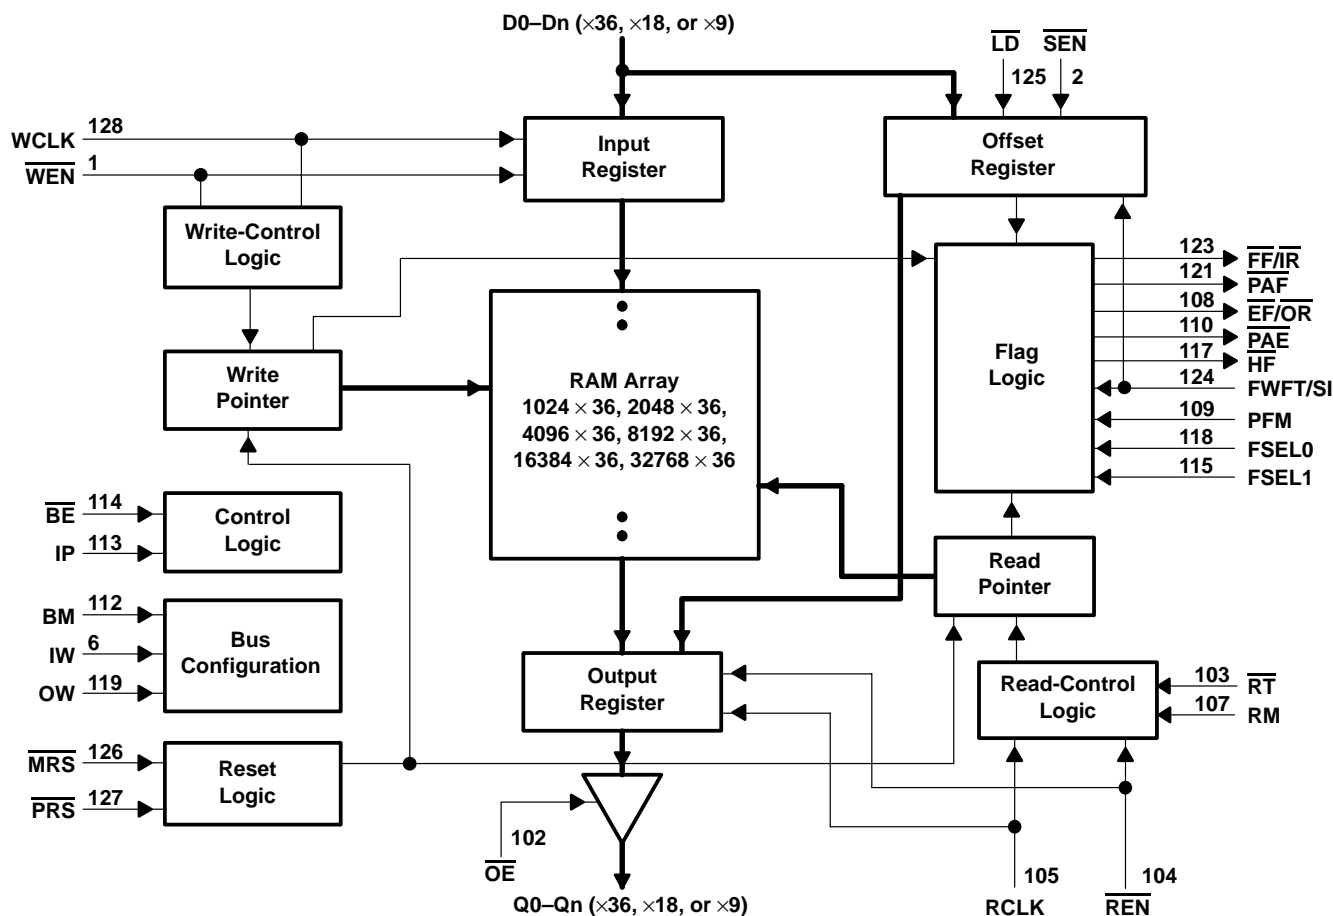 D0–Dn (×36, ×18, or ×9)
LD
SEN
125
2
WCLK
128
WEN
1
Input
Register
Offset
Register
Write-Control
Logic
123
FF/IR
121
PAF
108
EF/OR
110
PAE
117
HF
124
FWFT/SI
109
PFM
118
FSEL0
115
FSEL1
Flag
Logic
Write
Pointer
RAM Array
1024 × 36, 2048 × 36,
4096 × 36, 8192 × 36,
16384 × 36, 32768 × 36
BE
114
IP
113
Control
Logic
Read
Pointer
BM
112
IW
6
OW
119
Bus
Configuration
Output
Register
Read-Control
Logic
103
RT
107
RM
MRS
126
PRS
127
Reset
Logic
OE
102
Q0–Qn (×36, ×18, or ×9)
105
RCLK
104
REN